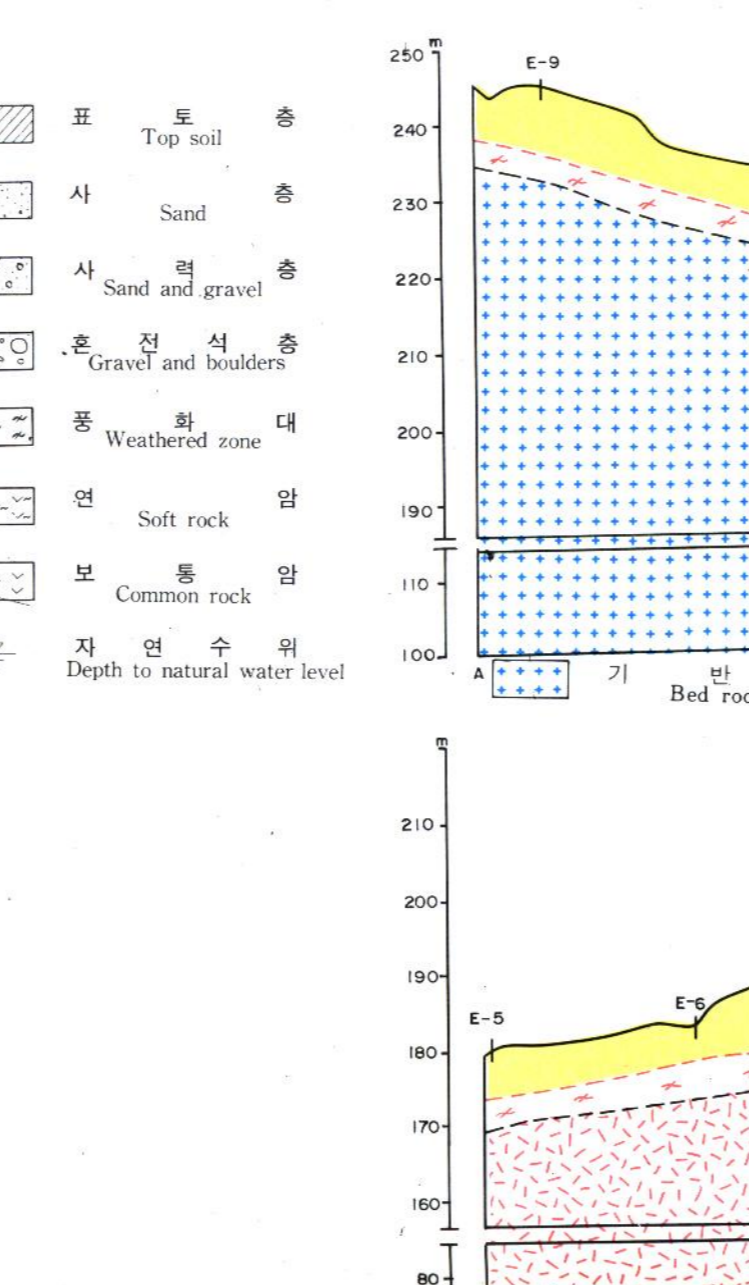 표 토 층
Top soil
사 층
Sand
사 력 층
Sand and gravel
혼 전 석 층
Gravel and boulders
풍 화 대
Weathered zone
연 암
Soft rock
보 통 암
Common rock
자 연 수 위
Depth to natural water level
m
250
240
230
220
210
200
190
110
100
E-9
A
기 반
Bed roc
m
210
200
190
180
170
160
80
E-5
E-6